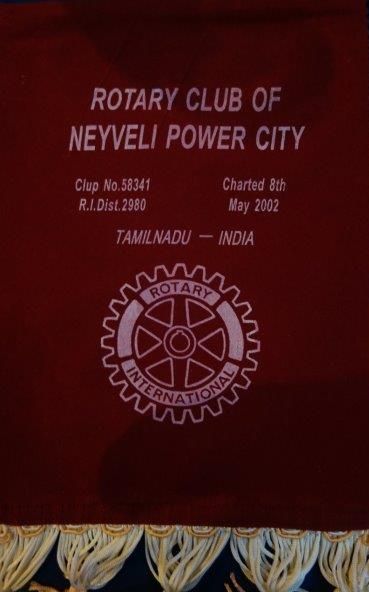 ROTARY CLUB OF
NEYVELI POWER CITY
Clup No.58341 Charted 8th
R.I.Dist.2980 May 2002
TAMILNADU — INDIA
ROTARY
INTERNATIONAL